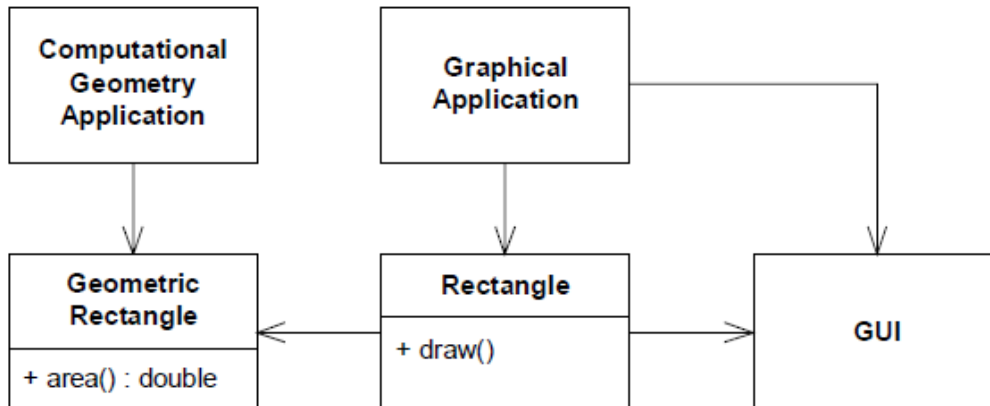 Computational
Geometry
Application
Graphical
Application
Geometric
Rectangle
+ area() : double
Rectangle
+ draw()
GUI